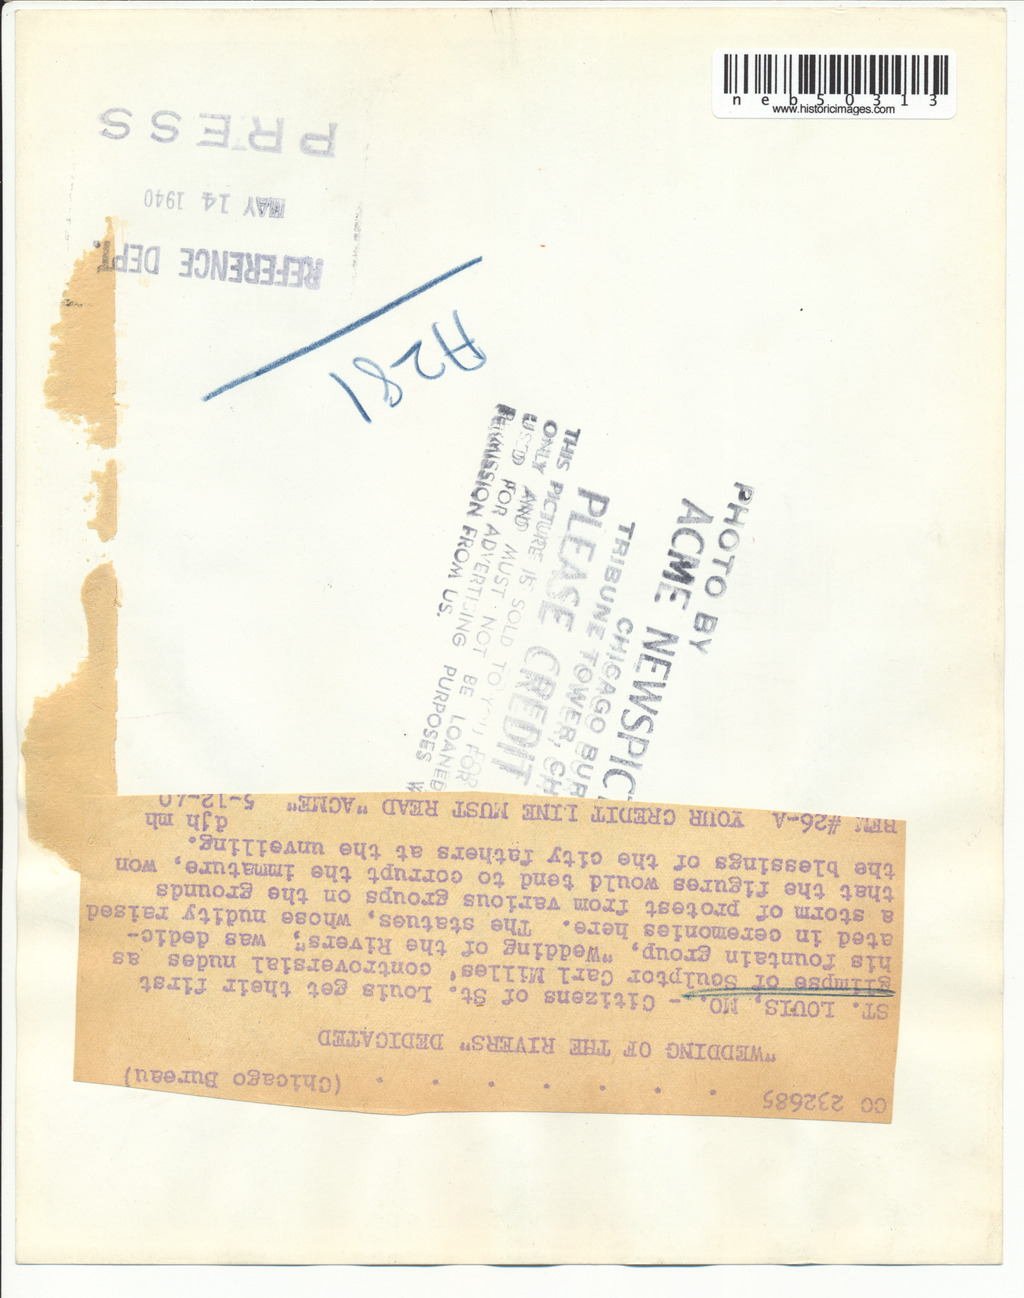 neb50313
www.historicimages.com
REFERENCE DEPT.
MAY 14 1940
PRESS
A281
PHOTO BY
ACME NEWSPIC
CHICAGO BUR
TRIBUNE TOWER, CH
PLEASE CREDIT
THIS PICTURE IS SOLD TO YOU FOR
ONLY AND MUST NOT BE LOANED
USED FOR ADVERTISING PURPOSES W
PERMISSION FROM US.
CC 232685 . . . . . . (Chicago Bureau)
"WEDDING OF THE RIVERS" DEDICATED
ST. LOUIS, MO. - Citizens of St. Louis get their first
glimpse of Sculptor Carl Milles' controversial nudes as
his fountain group, "Wedding of the Rivers", was dedic-
ated in ceremonies here. The statues, whose nudity raised
a storm of protest from various groups on the grounds
that the figures would tend to corrupt the immature, won
the blessings of the city fathers at the unveiling.
djh mh
#26-A YOUR CREDIT LINE MUST READ "ACME" 5-12-40